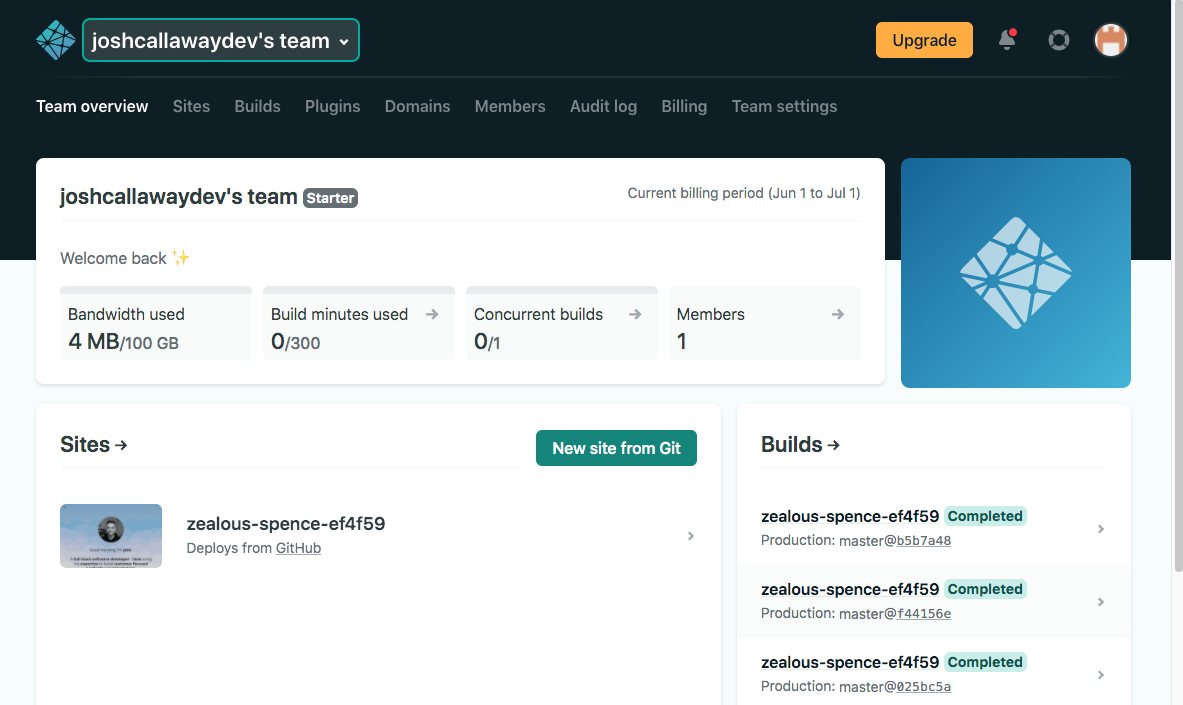 joshcallawaydev's team
Upgrade
Team overview Sites Builds Plugins Domains Members Audit log Billing Team settings
joshcallawaydev's team Starter
Current billing period (Jun 1 to Jul 1)
Welcome back ✨
Bandwidth used
4 MB/100 GB
Build minutes used →
0/300
Concurrent builds →
0/1
Members →
1
Sites →
New site from Git
zealous-spence-ef4f59
Deploys from GitHub
Builds →
zealous-spence-ef4f59 Completed
Production: master@b5b7a48
zealous-spence-ef4f59 Completed
Production: master@f44156e
zealous-spence-ef4f59 Completed
Production: master@025bc5a